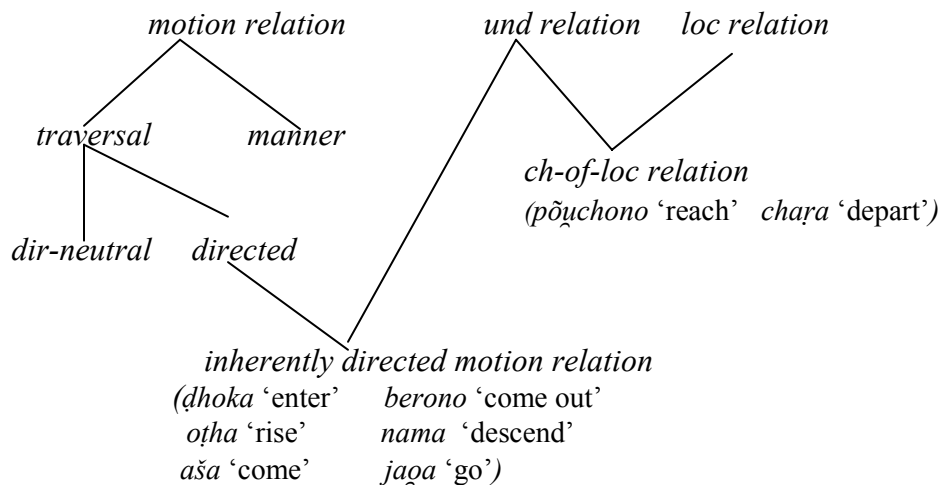 motion relation und relation loc relation
traversal manner
ch-of-loc relation
(põu̯chono ‘reach’ chaṛa ‘depart’)
dir-neutral directed
inherently directed motion relation
(ḍhoka ‘enter’ berono ‘come out’
oṭha ‘rise’ nama ‘descend’
aša ‘come’ jao̯a ‘go’)